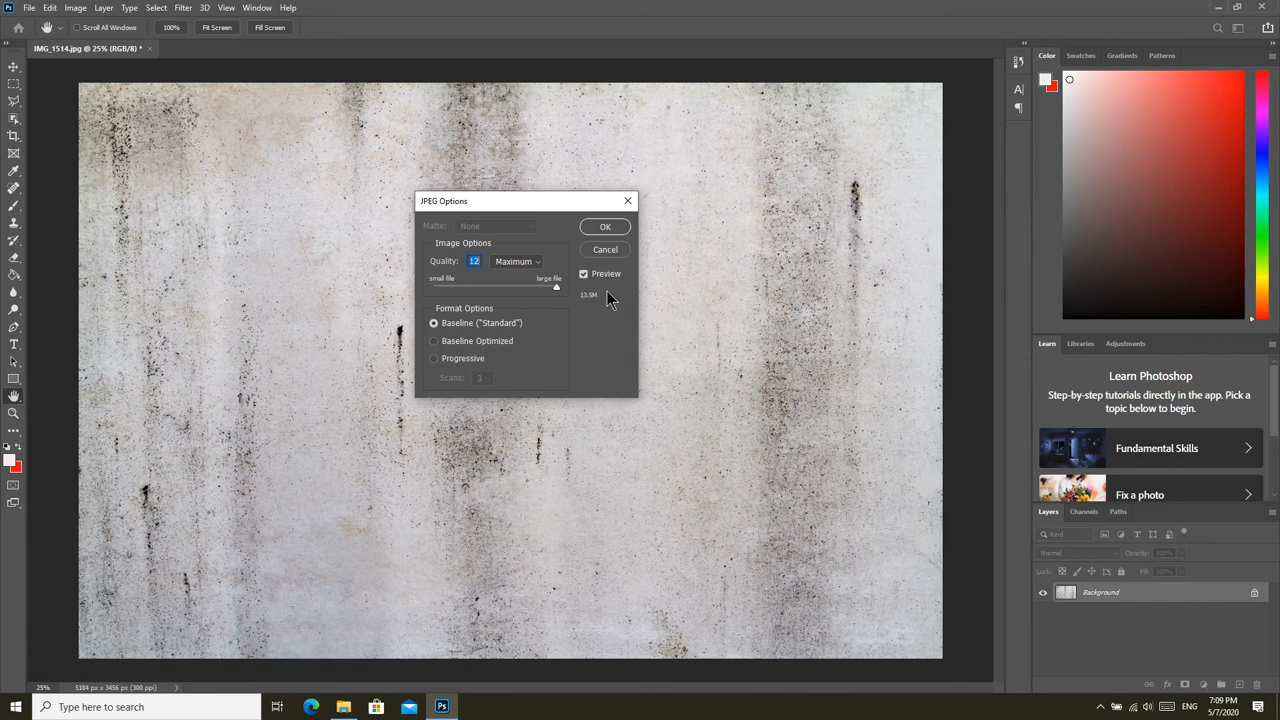 Ps File Edit Image Layer Type Select Filter 3D View Window Help
Scroll All Windows 100% Fit Screen Fill Screen
IMG_1514.jpg @ 25% (RGB/8) *
Color Swatches Gradients Patterns
JPEG Options
Matte: None
OK
Image Options
Cancel
Quality: 12 Maximum
Preview
small file large file
13.5M
Format Options
Baseline ("Standard")
Baseline Optimized
Progressive
Scans: 3
Learn Libraries Adjustments
Learn Photoshop
Step-by-step tutorials directly in the app. Pick a
topic below to begin.
Fundamental Skills
Fix a photo
Layers Channels Paths
Kind
Normal Opacity: 100%
Lock: Fill: 100%
Background
25% 5184 px x 3456 px (300 ppi)
Type here to search
Ps
ENG
7:09 PM
5/7/2020